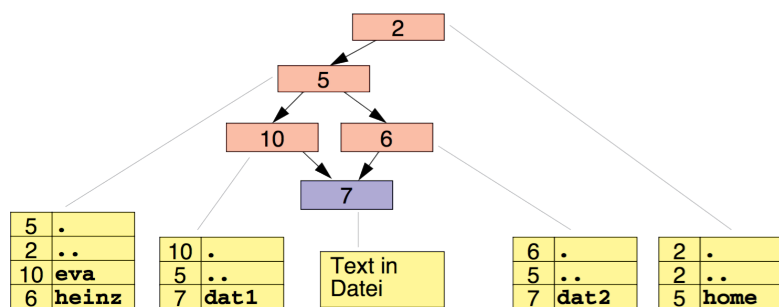 2
5
10 6
7
5 .
2 ..
10 eva
6 heinz
10 .
5 ..
7 dat1
Text in
Datei
6 .
5 ..
7 dat2
2 .
2 ..
5 home